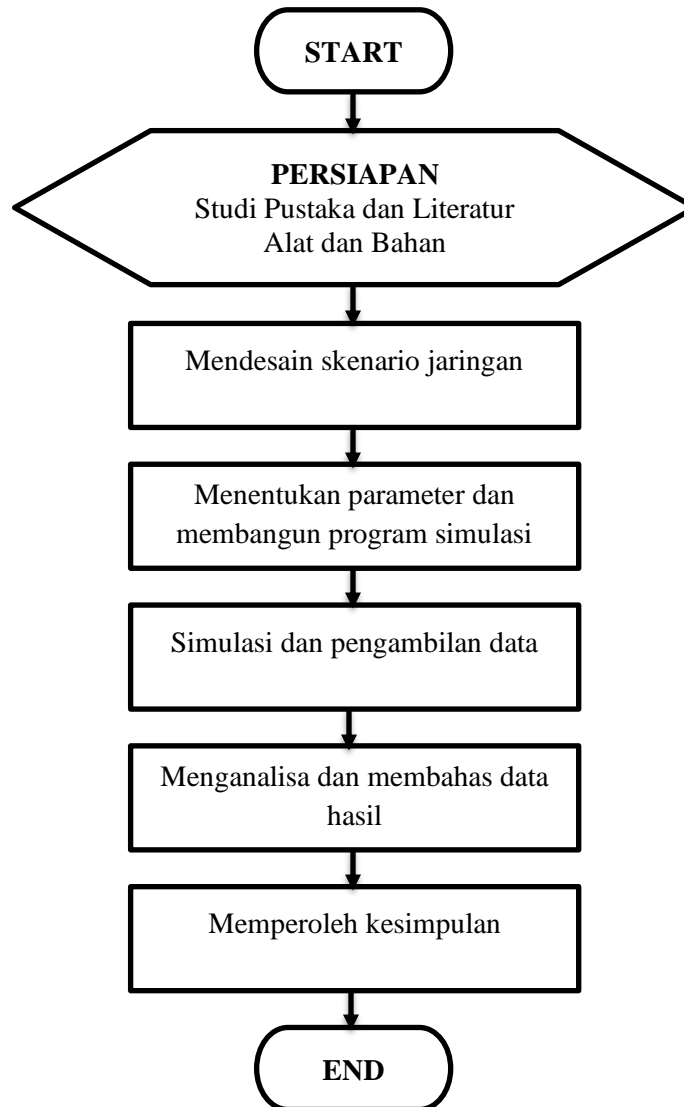 START
PERSIAPAN
Studi Pustaka dan Literatur
Alat dan Bahan
Mendesain skenario jaringan
Menentukan parameter dan
membangun program simulasi
Simulasi dan pengambilan data
Menganalisa dan membahas data
hasil
Memperoleh kesimpulan
END